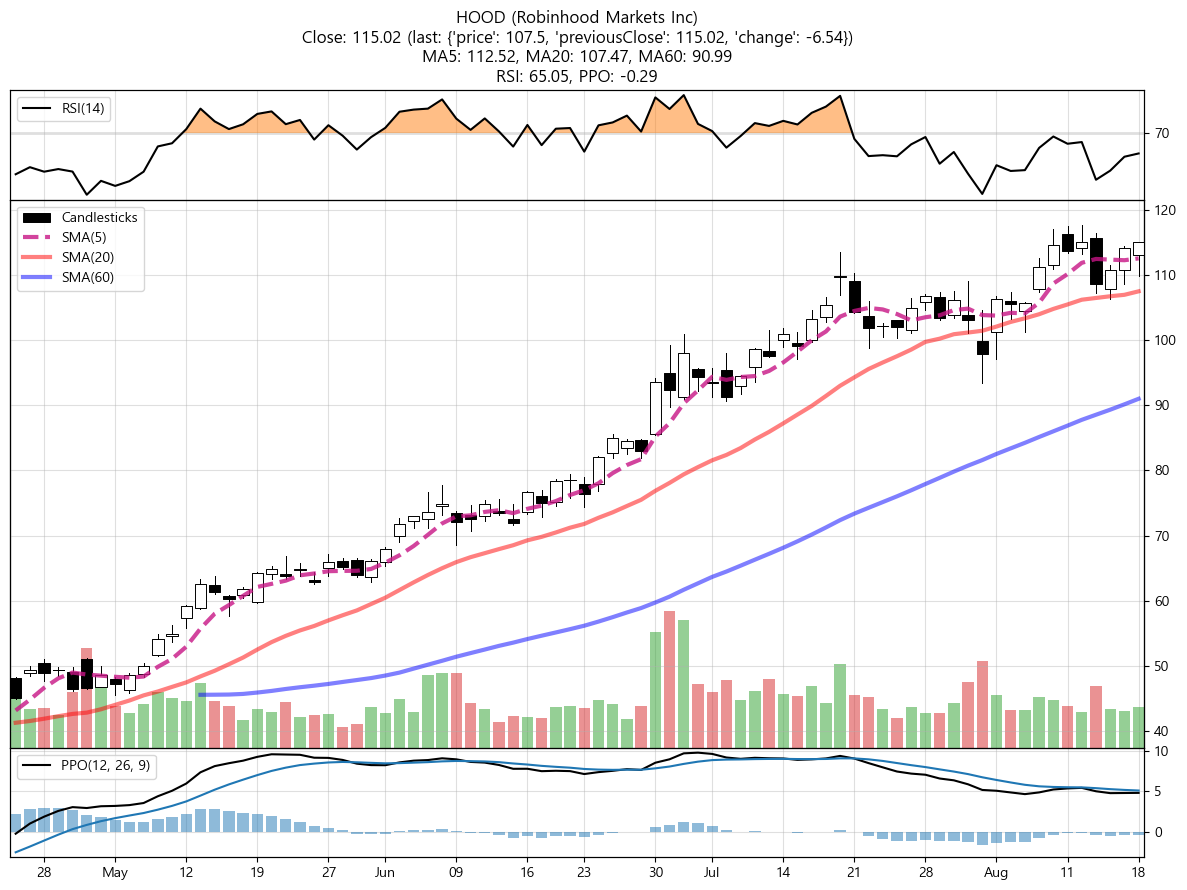 HOOD (Robinhood Markets Inc)
Close: 115.02 (last: {'price': 107.5, 'previousClose': 115.02, 'change': -6.54})
MA5: 112.52, MA20: 107.47, MA60: 90.99
RSI: 65.05, PPO: -0.29
RSI(14)
70
Candlesticks
SMA(5)
SMA(20)
SMA(60)
120
110
100
90
80
70
60
50
40
PPO(12, 26, 9)
10
5
0
28 May 12 19 27 Jun 09 16 23 30 Jul 14 21 28 Aug 11 18